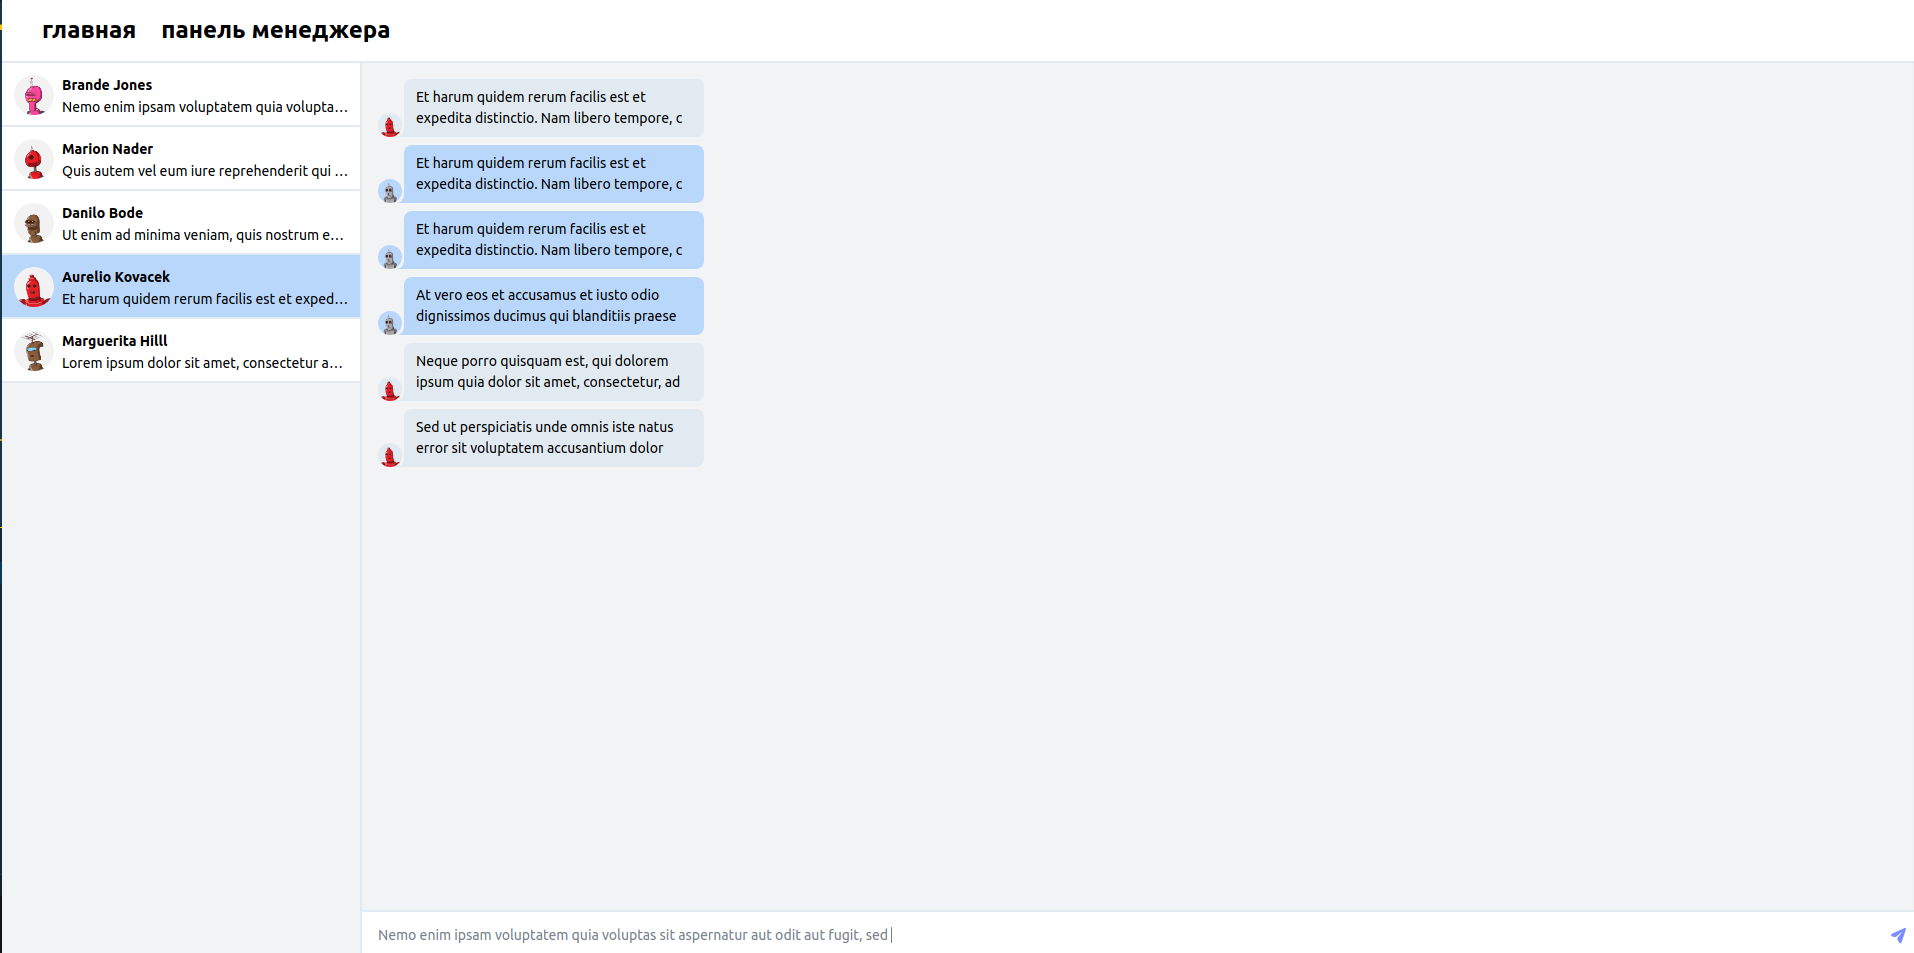 главная панель менеджера
Brande Jones
Nemo enim ipsam voluptatem quia volupta...
Marion Nader
Quis autem vel eum iure reprehenderit qui ...
Danilo Bode
Ut enim ad minima veniam, quis nostrum e...
Aurelio Kovacek
Et harum quidem rerum facilis est et exped...
Marguerita Hilll
Lorem ipsum dolor sit amet, consectetur a...
Et harum quidem rerum facilis est et
expedita distinctio. Nam libero tempore, c
Et harum quidem rerum facilis est et
expedita distinctio. Nam libero tempore, c
Et harum quidem rerum facilis est et
expedita distinctio. Nam libero tempore, c
At vero eos et accusamus et iusto odio
dignissimos ducimus qui blanditiis praese
Neque porro quisquam est, qui dolorem
ipsum quia dolor sit amet, consectetur, ad
Sed ut perspiciatis unde omnis iste natus
error sit voluptatem accusantium dolor
Nemo enim ipsam voluptatem quia voluptas sit aspernatur aut odit aut fugit, sed